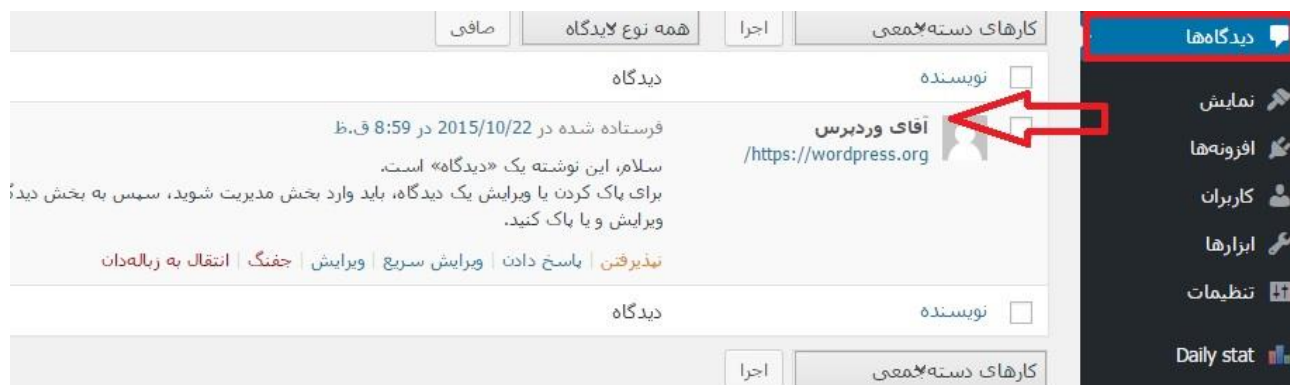 دیدگاه‌ها
نمایش
افزونه‌ها
کاربران
ابزارها
تنظیمات
Daily stat
کارهای دسته‌جمعی
اجرا
همه نوع دیدگاه
صافی
نویسنده
دیدگاه
آقای وردپرس
https://wordpress.org/
فرستاده شده در 2015/10/22 در 8:59 ق.ظ
سلام، این نوشته یک «دیدگاه» است.
برای پاک کردن یا ویرایش یک دیدگاه، باید وارد بخش مدیریت شوید، سپس به بخش
ویرایش و یا پاک کنید.
نپذیرفتن | پاسخ دادن | ویرایش سریع | ویرایش | جفنگ | انتقال به زباله‌دان
نویسنده
دیدگاه
کارهای دسته‌جمعی
اجرا